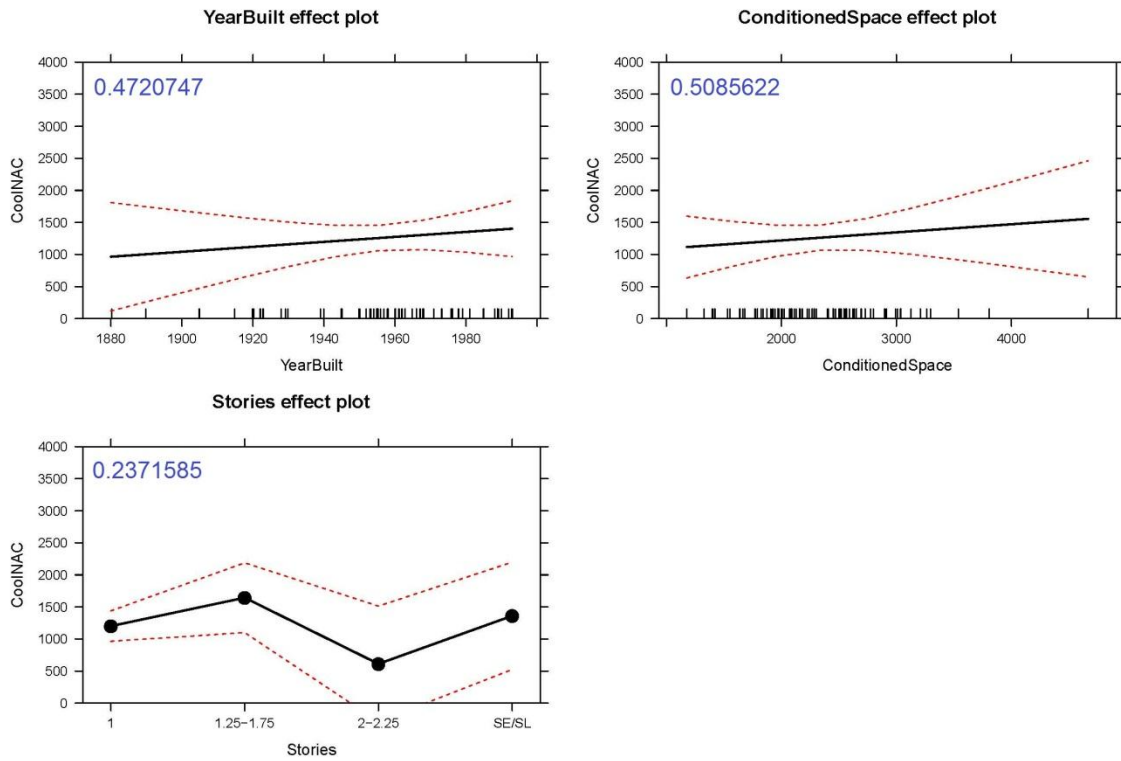 YearBuilt effect plot
0.4720747
CoolNAC
4000
3500
3000
2500
2000
1500
1000
500
0
1880 1900 1920 1940 1960 1980
YearBuilt
ConditionedSpace effect plot
0.5085622
CoolNAC
4000
3500
3000
2500
2000
1500
1000
500
0
2000 3000 4000
ConditionedSpace
Stories effect plot
0.2371585
CoolNAC
4000
3500
3000
2500
2000
1500
1000
500
0
1 1.25−1.75 2−2.25 SE/SL
Stories